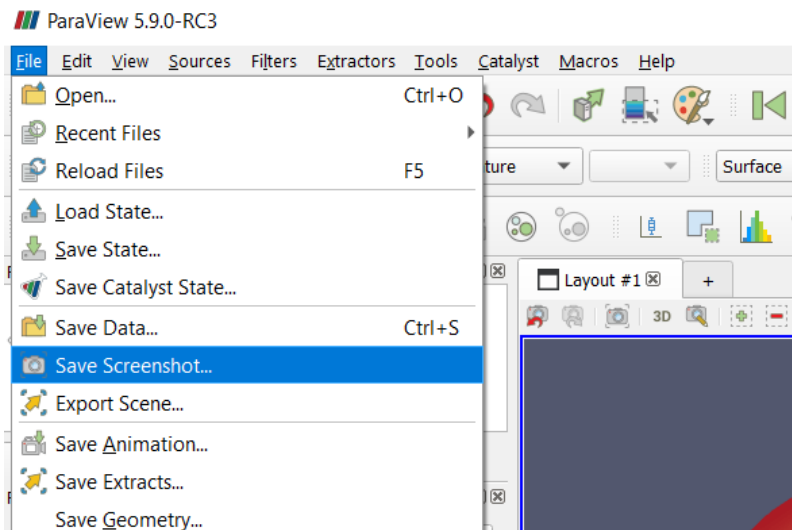 ParaView 5.9.0-RC3
File Edit View Sources Filters Extractors Tools Catalyst Macros Help
Open... Ctrl+O
Recent Files
Reload Files F5
ture Surface
Load State...
Save State...
Save Catalyst State...
Layout #1 +
Save Data... Ctrl+S
3D
Save Screenshot...
Export Scene...
Save Animation...
Save Extracts...
Save Geometry...